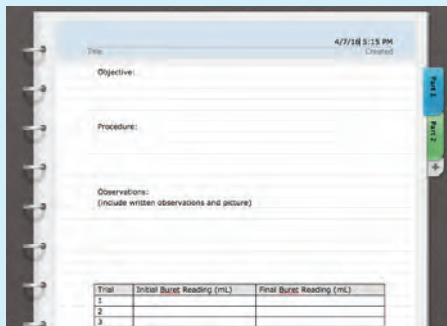 4/7/16 5:15 PM
Title
Created
Objective:
Part 1
Procedure:
Part 2
+
Observations:
(include written observations and picture)
Trial Initial Buret Reading (mL) Final Buret Reading (mL)
1
2
3